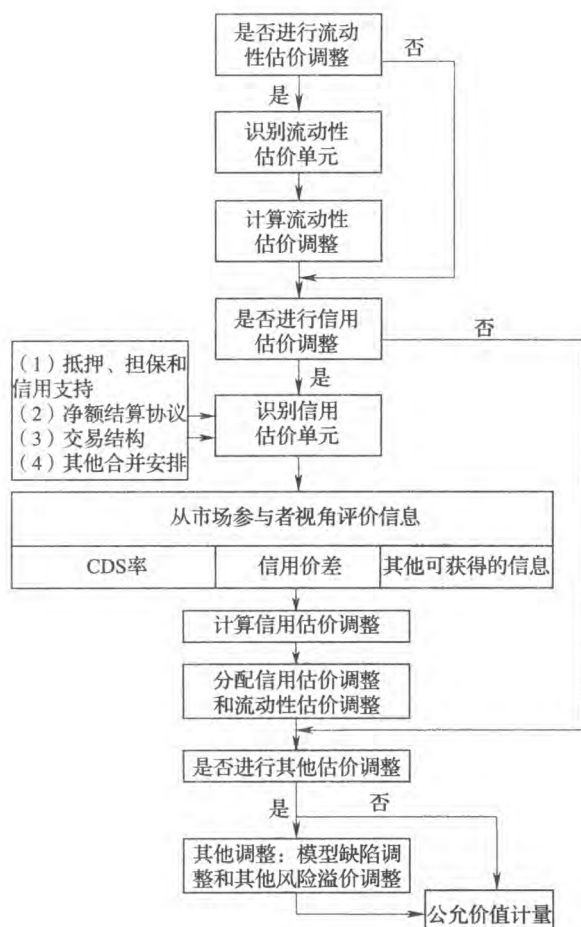 是否进行流动
性估价调整
否
是
识别流动性
估价单元
计算流动性
估价调整
是否进行信用
估价调整
否
是
（1）抵押、担保和
信用支持
（2）净额结算协议
（3）交易结构
（4）其他合并安排
识别信用
估价单元
从市场参与者视角评价信息
CDS率
信用价差
其他可获得的信息
计算信用估价调整
分配信用估价调整
和流动性估价调整
是否进行其他估价调整
是
否
其他调整：模型缺陷调
整和其他风险溢价调整
公允价值计量